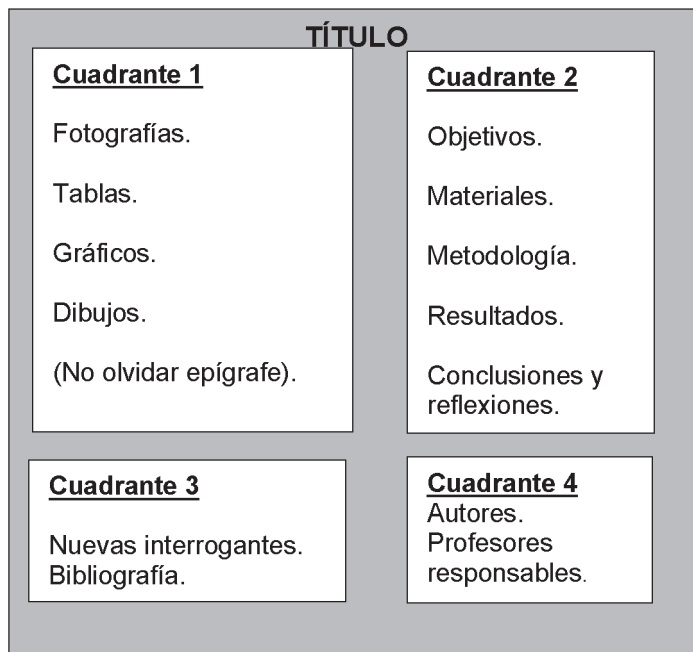 TÍTULO
Cuadrante 1
Fotografías.
Tablas.
Gráficos.
Dibujos.
(No olvidar epígrafe).
Cuadrante 2
Objetivos.
Materiales.
Metodología.
Resultados.
Conclusiones y
reflexiones.
Cuadrante 3
Nuevas interrogantes.
Bibliografía.
Cuadrante 4
Autores.
Profesores
responsables.